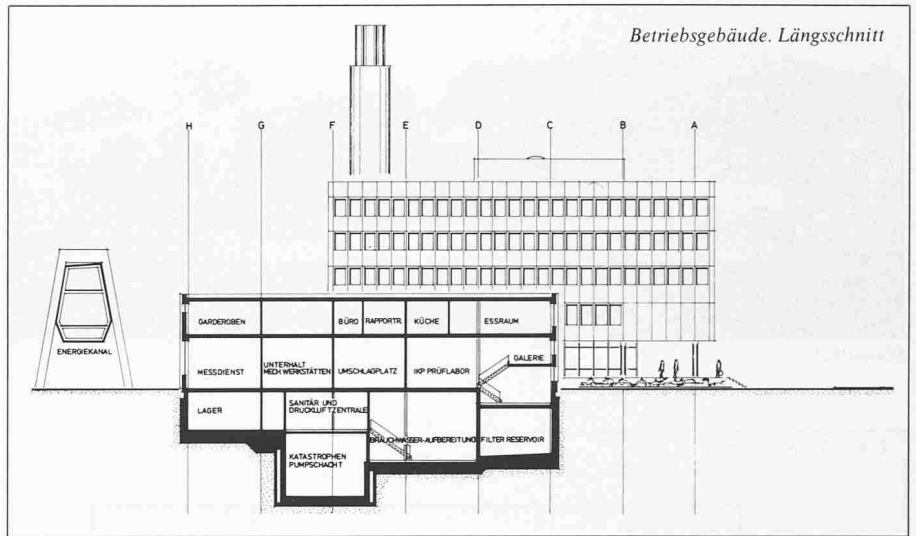 Betriebsgebäude. Längsschnitt
H G F E D C B A
ENERGIEKANAL
GARDEROBEN
BÜRO
RAPPORTR.
KÜCHE
ESSRAUM
MESSDIENST
UNTERHALT
MECH. WERKSTÄTTEN
UMSCHLAGPLATZ
IKP PRÜFLABOR
GALERIE
LAGER
SANITÄR UND
DRUCKLUFTZENTRALE
BRAUCHWASSER-AUFBEREITUNG
FILTER RESERVOIR
KATASTROPHEN
PUMPSCHACHT